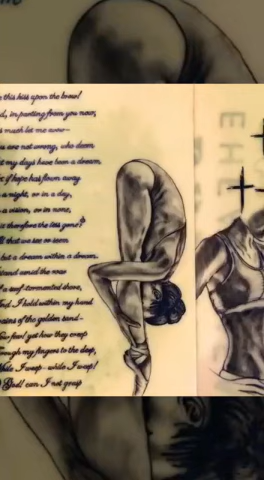 this kiss upon the brow!
in parting from you now,
much let me avow—
are not wrong, who deem
my days have been a dream.
if hope has flown away
a night, or in a day,
a vision, or in none,
therefore the less gone?
that we see or seem
but a dream within a dream.
stand amid the roar
a surf-tormented shore,
I hold within my hand
of the golden sand-
few! yet how they creep
my fingers to the deep,
I weep - while I weep!
God! can I not grasp